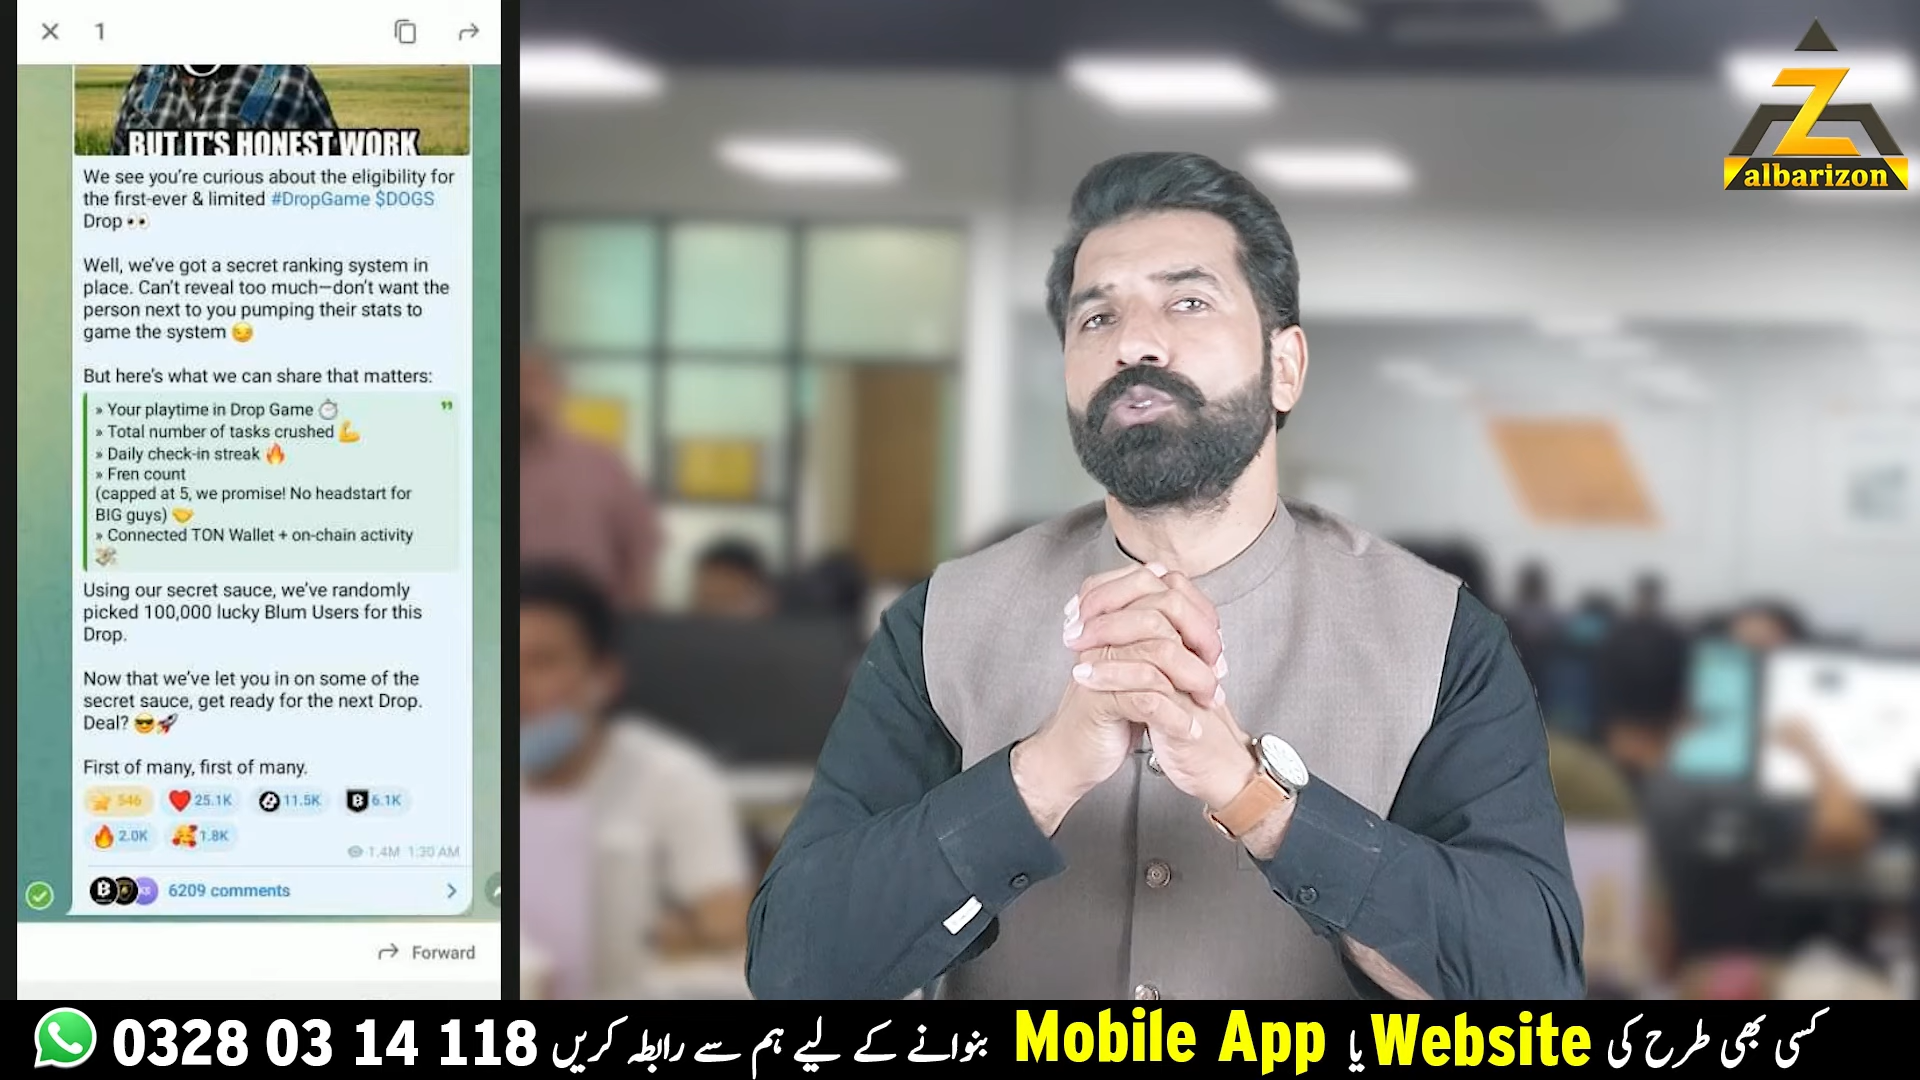 1
BUT IT'S HONEST WORK
We see you're curious about the eligibility for
the first-ever & limited #DropGame $DOGS
Drop 👀
Well, we've got a secret ranking system in
place. Can't reveal too much—don't want the
person next to you pumping their stats to
game the system 😏
But here's what we can share that matters:
» Your playtime in Drop Game ⏱
» Total number of tasks crushed 💪
» Daily check-in streak 🔥
» Fren count
(capped at 5, we promise! No headstart for
BIG guys) 🤝
» Connected TON Wallet + on-chain activity
💸
Using our secret sauce, we've randomly
picked 100,000 lucky Blum Users for this
Drop.
Now that we've let you in on some of the
secret sauce, get ready for the next Drop.
Deal? 😎🚀
First of many, first of many.
546 25.1K 11.5K 6.1K
2.0K 1.8K
1.4M 1:30 AM
6209 comments
Forward
Z
albarizon
کسی بھی طرح کی Website یا Mobile App بنوانے کے لیے ہم سے رابطہ کریں 0328 03 14 118